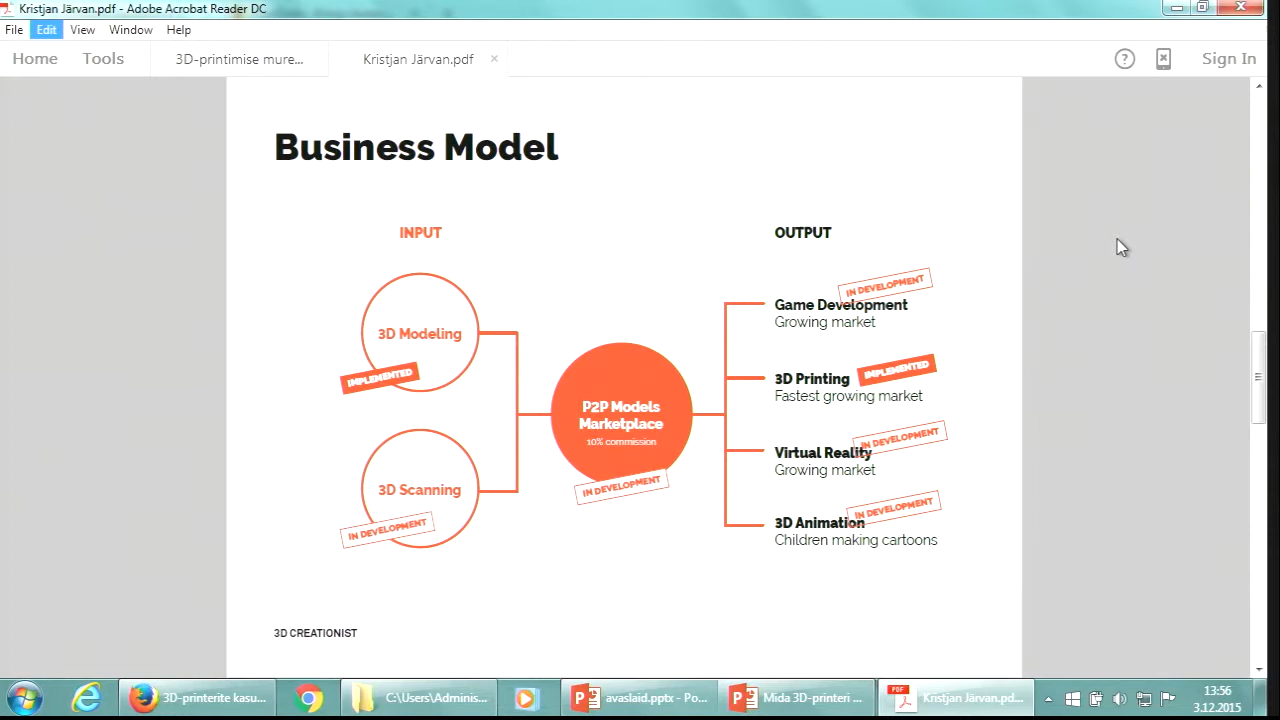 Kristjan Järvan.pdf - Adobe Acrobat Reader DC
File Edit View Window Help
Home Tools 3D-printimise mure... Kristjan Järvan.pdf × Sign In
Business Model
INPUT
OUTPUT
3D Modeling
IMPLEMENTED
3D Scanning
IN DEVELOPMENT
P2P Models
Marketplace
10% commission
IN DEVELOPMENT
IN DEVELOPMENT
Game Development
Growing market
3D Printing
IMPLEMENTED
Fastest growing market
IN DEVELOPMENT
Virtual Reality
Growing market
IN DEVELOPMENT
3D Animation
Children making cartoons
3D CREATIONIST
3D-printerite kasu...
C:\Users\Adminis...
avaslaid.pptx - Po...
Mida 3D-printeri ...
PDF
Kristjan Järvan.pd...
13:56
3.12.2015